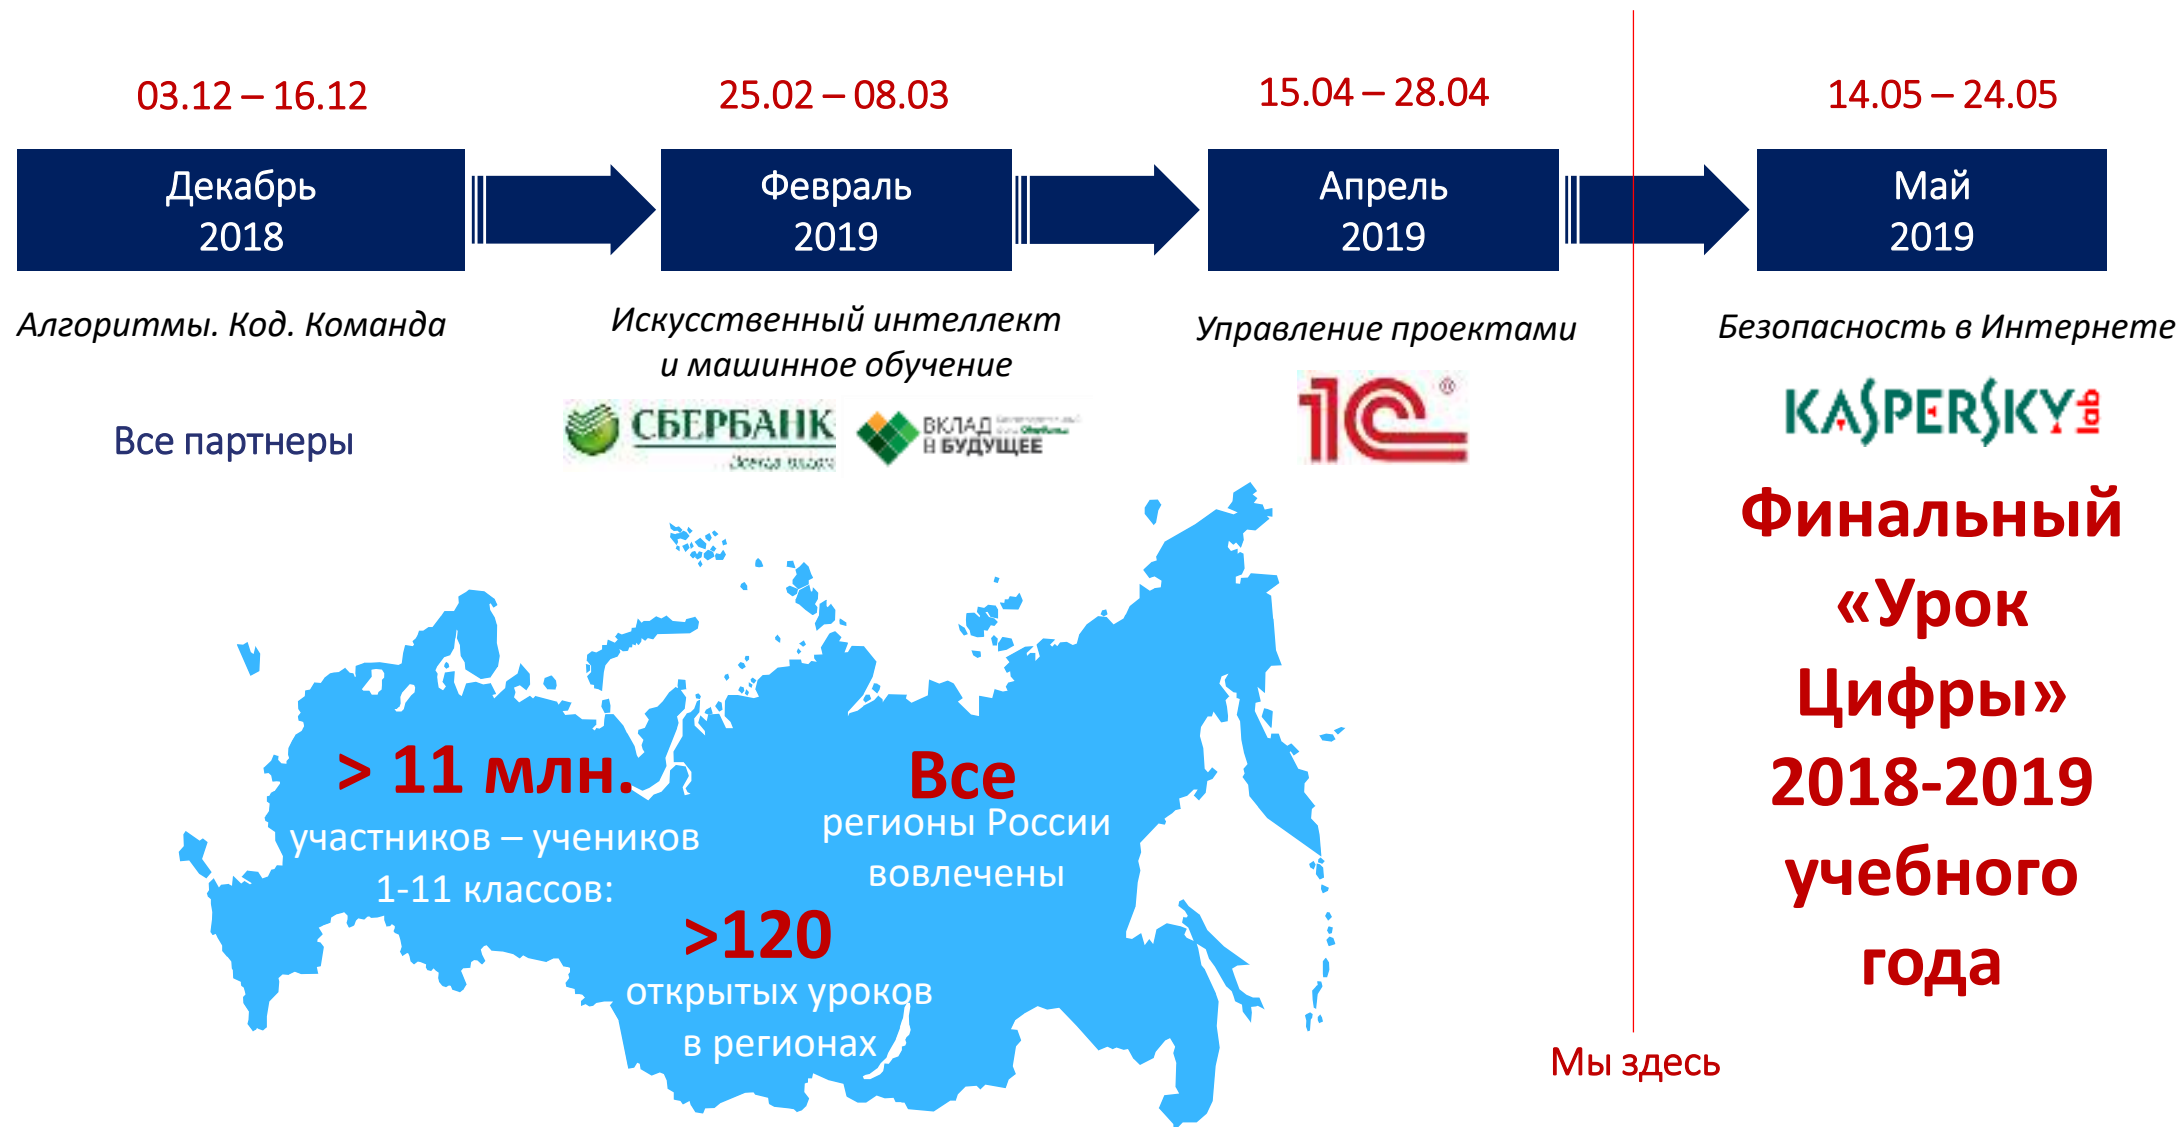 03.12 – 16.12
25.02 – 08.03
15.04 – 28.04
14.05 – 24.05
Декабрь
2018
Февраль
2019
Апрель
2019
Май
2019
Алгоритмы. Код. Команда
Искусственный интеллект
и машинное обучение
Управление проектами
Безопасность в Интернете
Все партнеры
СБЕРБАНК
Всегда рядом
ВКЛАД
В БУДУЩЕЕ
1С®
KASPERSKY lab
Финальный
«Урок
Цифры»
2018-2019
учебного
года
> 11 млн.
участников – учеников
1-11 классов:
Все
регионы России
вовлечены
>120
открытых уроков
в регионах
Мы здесь